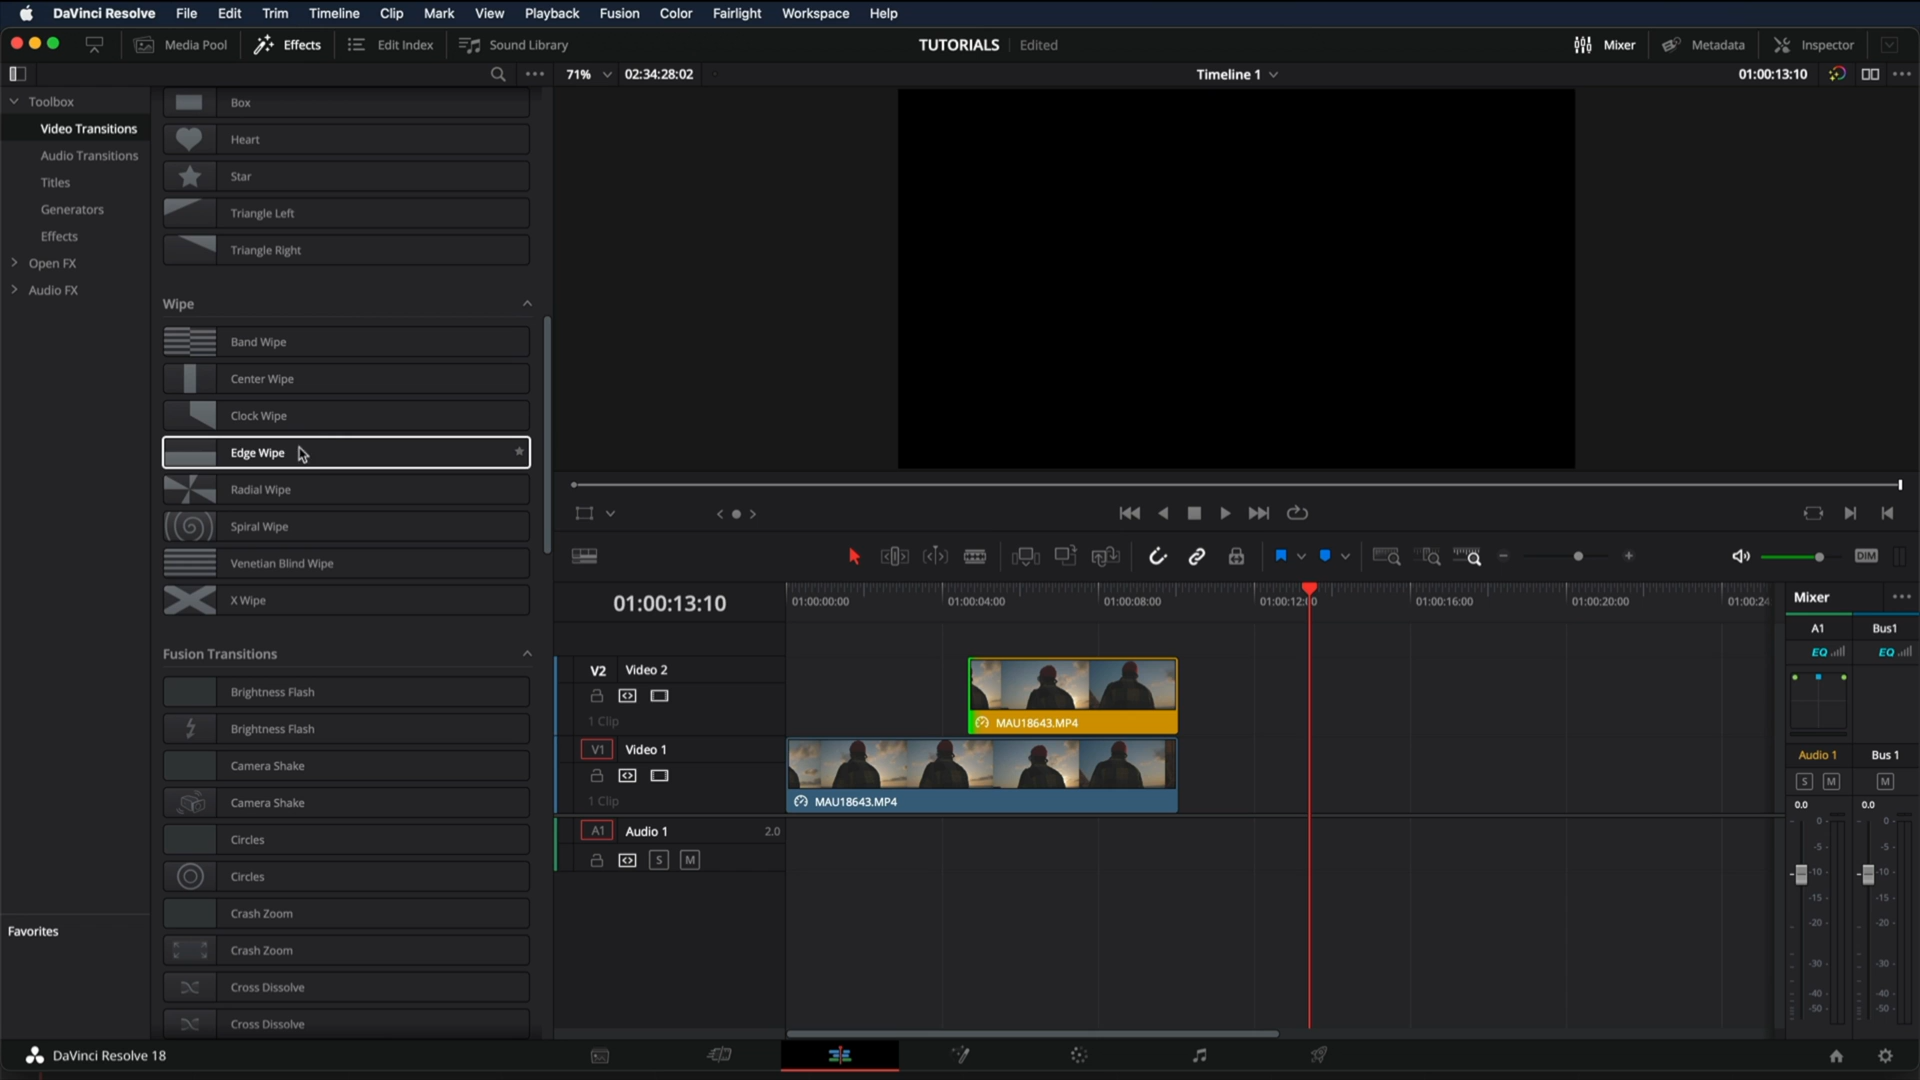 DaVinci Resolve File Edit Trim Timeline Clip Mark View Playback Fusion Color Fairlight Workspace Help
Media Pool Effects Edit Index Sound Library TUTORIALS Edited Mixer Metadata Inspector
71% 02:34:28:02 Timeline 1 01:00:13:10
Toolbox
Video Transitions
Audio Transitions
Titles
Generators
Effects
Open FX
Audio FX
Favorites
Box
Heart
Star
Triangle Left
Triangle Right
Wipe
Band Wipe
Center Wipe
Clock Wipe
Edge Wipe
Radial Wipe
Spiral Wipe
Venetian Blind Wipe
X Wipe
Fusion Transitions
Brightness Flash
Brightness Flash
Camera Shake
Camera Shake
Circles
Circles
Crash Zoom
Crash Zoom
Cross Dissolve
Cross Dissolve
DIM
01:00:13:10
01:00:00:00 01:00:04:00 01:00:08:00 01:00:12:00 01:00:16:00 01:00:20:00 01:00:24
V2 Video 2
1 Clip
MAU18643.MP4
V1 Video 1
1 Clip
MAU18643.MP4
A1 Audio 1 2.0
S M
Mixer
A1 Bus1
EQ EQ
Audio 1 Bus 1
S M M
0.0 0.0
0 0
-5 -5
-10 -10
-15 -15
-20 -20
-30 -30
-40 -40
-50 -50
DaVinci Resolve 18